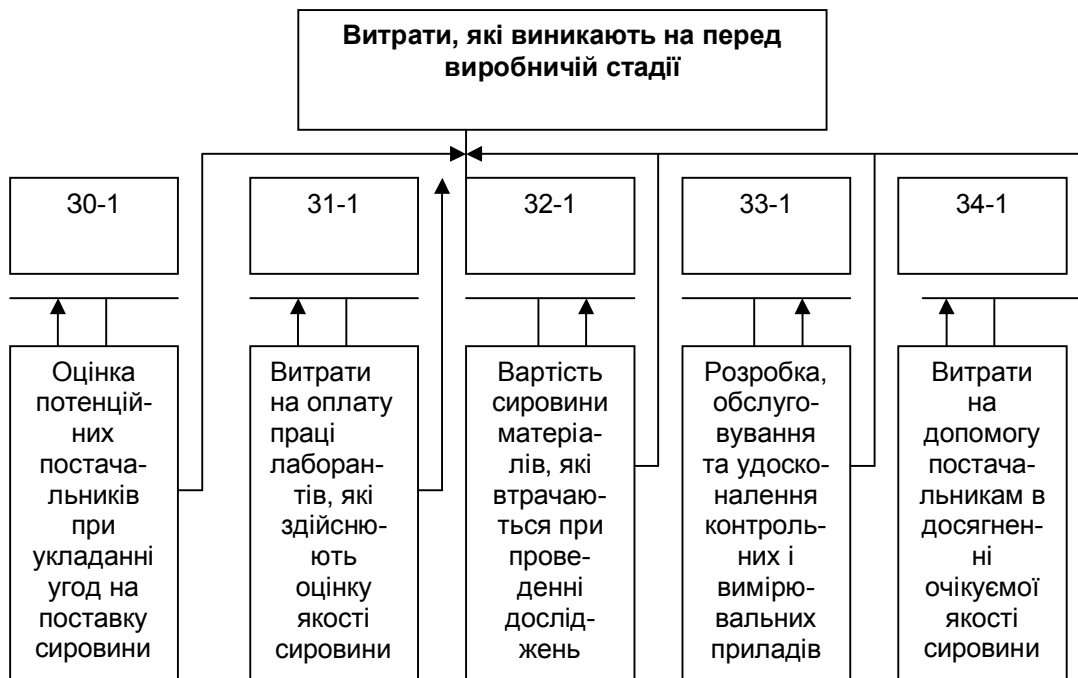 Витрати, які виникають на перед
виробничій стадії
30-1
31-1
32-1
33-1
34-1
Оцінка
потенцій-
них
постача-
льників
при
укладанні
угод на
поставку
сировини
Витрати
на оплату
праці
лаборан-
тів, які
здійсню-
ють
оцінку
якості
сировини
Вартість
сировини
матеріа-
лів, які
втрачаю-
ться при
прове-
денні
дослід-
жень
Розробка,
обслуго-
вування
та удоско-
налення
контроль-
них і
вимірю-
вальних
приладів
Витрати
на
допомогу
постача-
льникам в
досягнен-
ні
очікуємої
якості
сировини